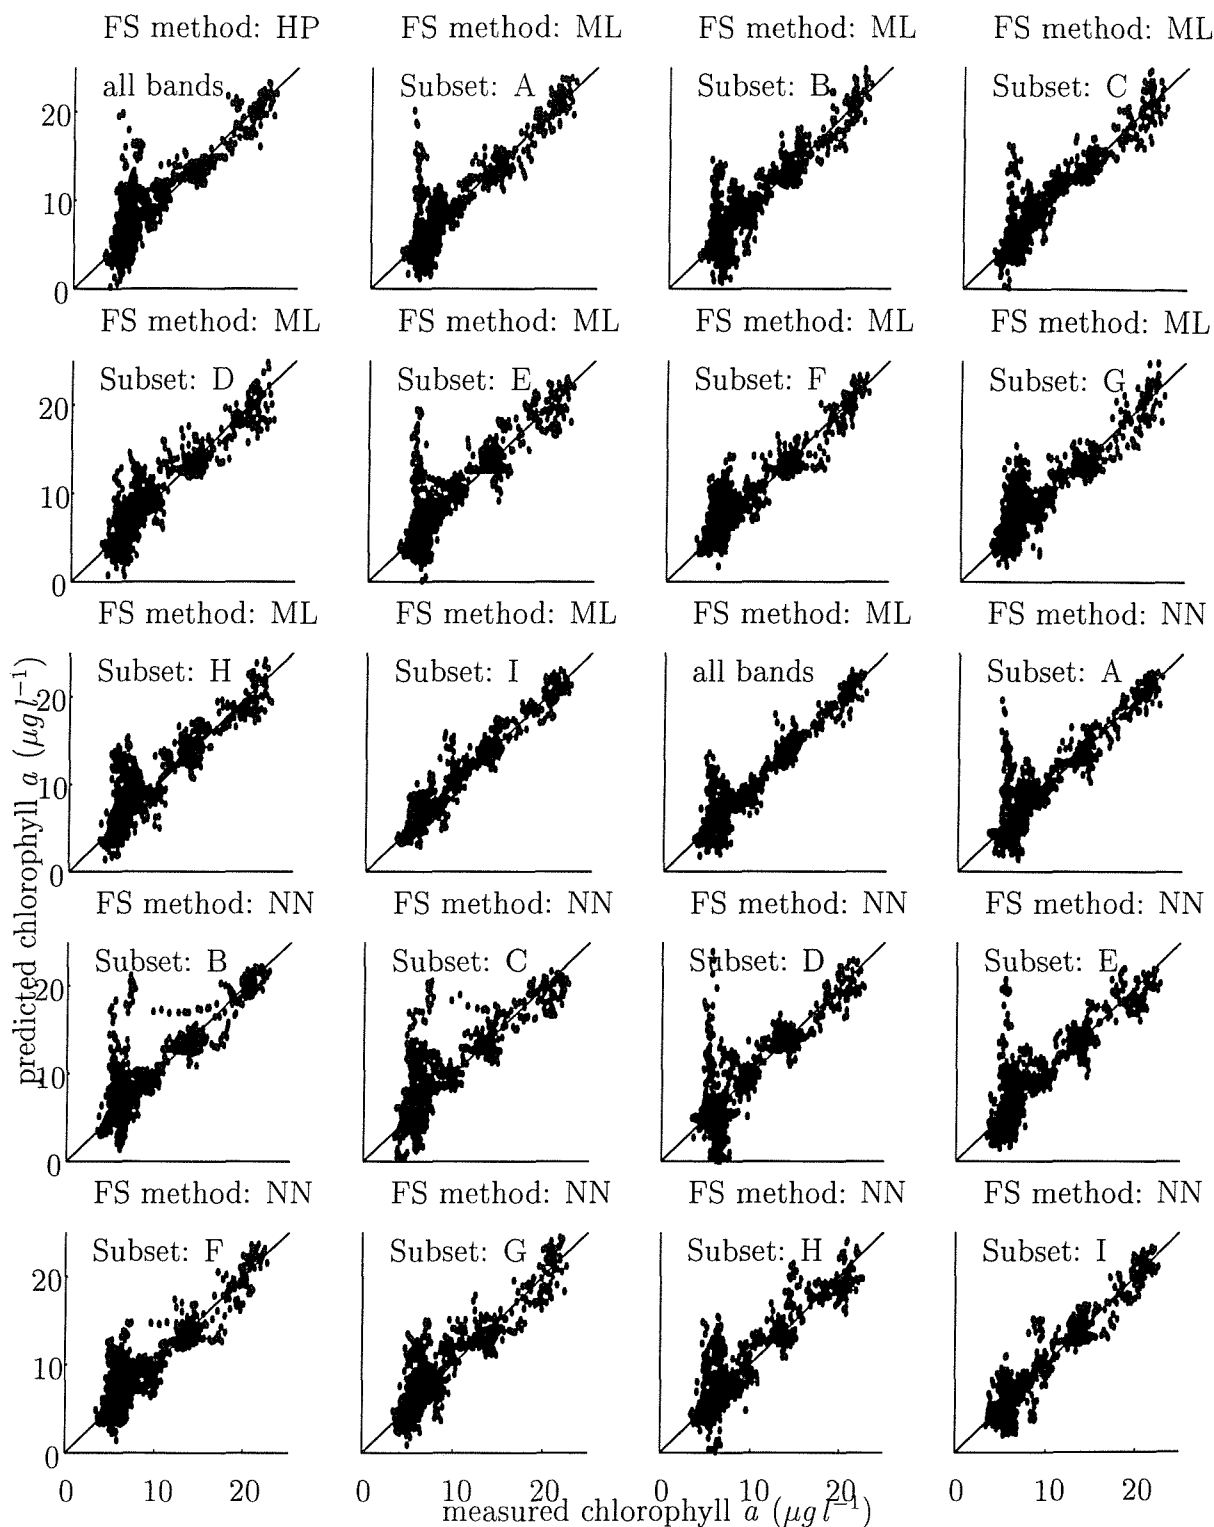 FS method: HP
FS method: ML
FS method: ML
FS method: ML
all bands
Subset: A
Subset: B
Subset: C
20
10
0
FS method: ML
FS method: ML
FS method: ML
FS method: ML
Subset: D
Subset: E
Subset: F
Subset: G
20
10
0
FS method: ML
FS method: ML
FS method: ML
FS method: NN
Subset: H
Subset: I
all bands
Subset: A
20
10
0
predicted chlorophyll a (μg l⁻¹)
FS method: NN
FS method: NN
FS method: NN
FS method: NN
Subset: B
Subset: C
Subset: D
Subset: E
20
10
0
FS method: NN
FS method: NN
FS method: NN
FS method: NN
Subset: F
Subset: G
Subset: H
Subset: I
20
10
0
0 10 20 0 10 20 0 10 20 0 10 20
measured chlorophyll a (μg l⁻¹)